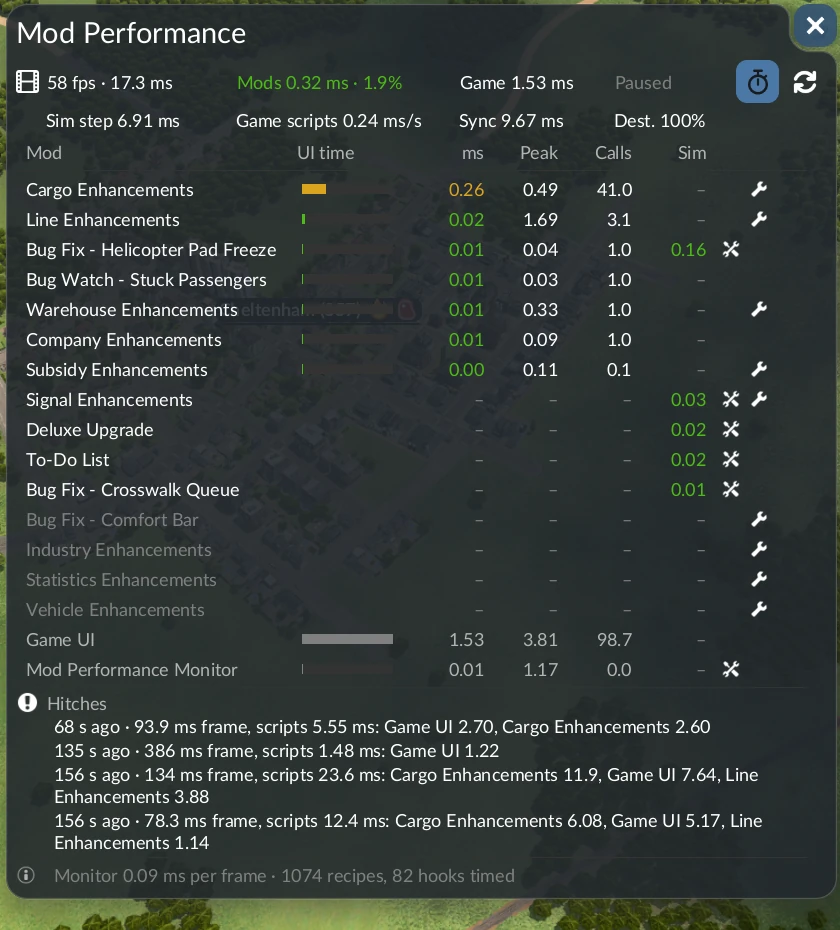 Mod Performance
58 fps · 17.3 ms Mods 0.32 ms · 1.9% Game 1.53 ms Paused
Sim step 6.91 ms Game scripts 0.24 ms/s Sync 9.67 ms Dest. 100%
Mod UI time ms Peak Calls Sim
Cargo Enhancements 0.26 0.49 41.0 –
Line Enhancements 0.02 1.69 3.1 –
Bug Fix - Helicopter Pad Freeze 0.01 0.04 1.0 0.16
Bug Watch - Stuck Passengers 0.01 0.03 1.0 –
Warehouse Enhancements 0.01 0.33 1.0 –
Company Enhancements 0.01 0.09 1.0 –
Subsidy Enhancements 0.00 0.11 0.1 –
Signal Enhancements – – – 0.03
Deluxe Upgrade – – – 0.02
To-Do List – – – 0.02
Bug Fix - Crosswalk Queue – – – 0.01
Bug Fix - Comfort Bar – – – –
Industry Enhancements – – – –
Statistics Enhancements – – – –
Vehicle Enhancements – – – –
Game UI 1.53 3.81 98.7 –
Mod Performance Monitor 0.01 1.17 0.0 –
Hitches
68 s ago · 93.9 ms frame, scripts 5.55 ms: Game UI 2.70, Cargo Enhancements 2.60
135 s ago · 386 ms frame, scripts 1.48 ms: Game UI 1.22
156 s ago · 134 ms frame, scripts 23.6 ms: Cargo Enhancements 11.9, Game UI 7.64, Line
Enhancements 3.88
156 s ago · 78.3 ms frame, scripts 12.4 ms: Cargo Enhancements 6.08, Game UI 5.17, Line
Enhancements 1.14
Monitor 0.09 ms per frame · 1074 recipes, 82 hooks timed